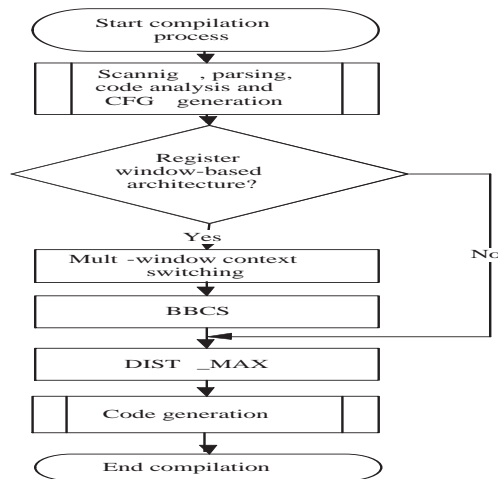 Start compilation
process
Scannig , parsing,
code analysis and
CFG generation
Register
window-based
architecture?
Yes
No
Mult -window context
switching
BBCS
DIST _MAX
Code generation
End compilation